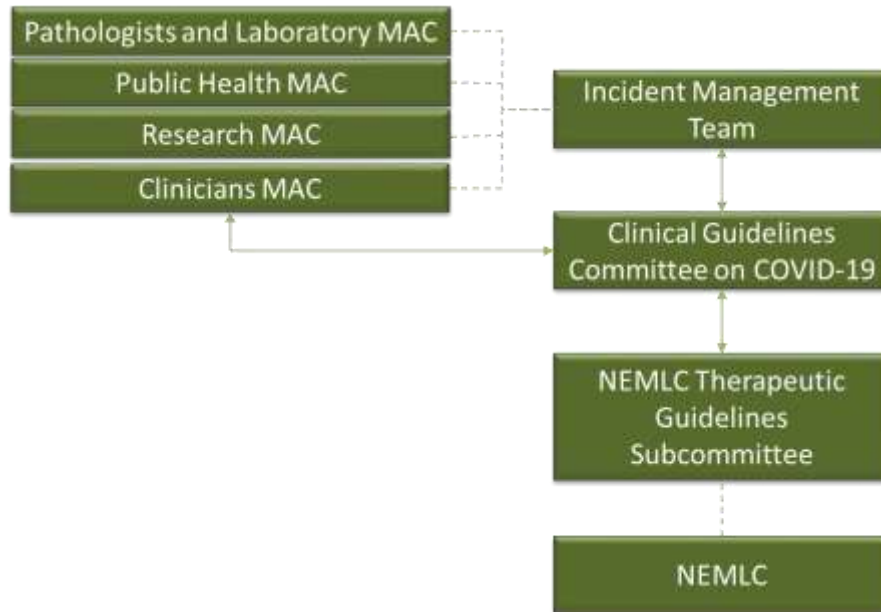 Pathologists and Laboratory MAC
Public Health MAC
Research MAC
Clinicians MAC
Incident Management
Team
Clinical Guidelines
Committee on COVID-19
NEMLC Therapeutic
Guidelines
Subcommittee
NEMLC